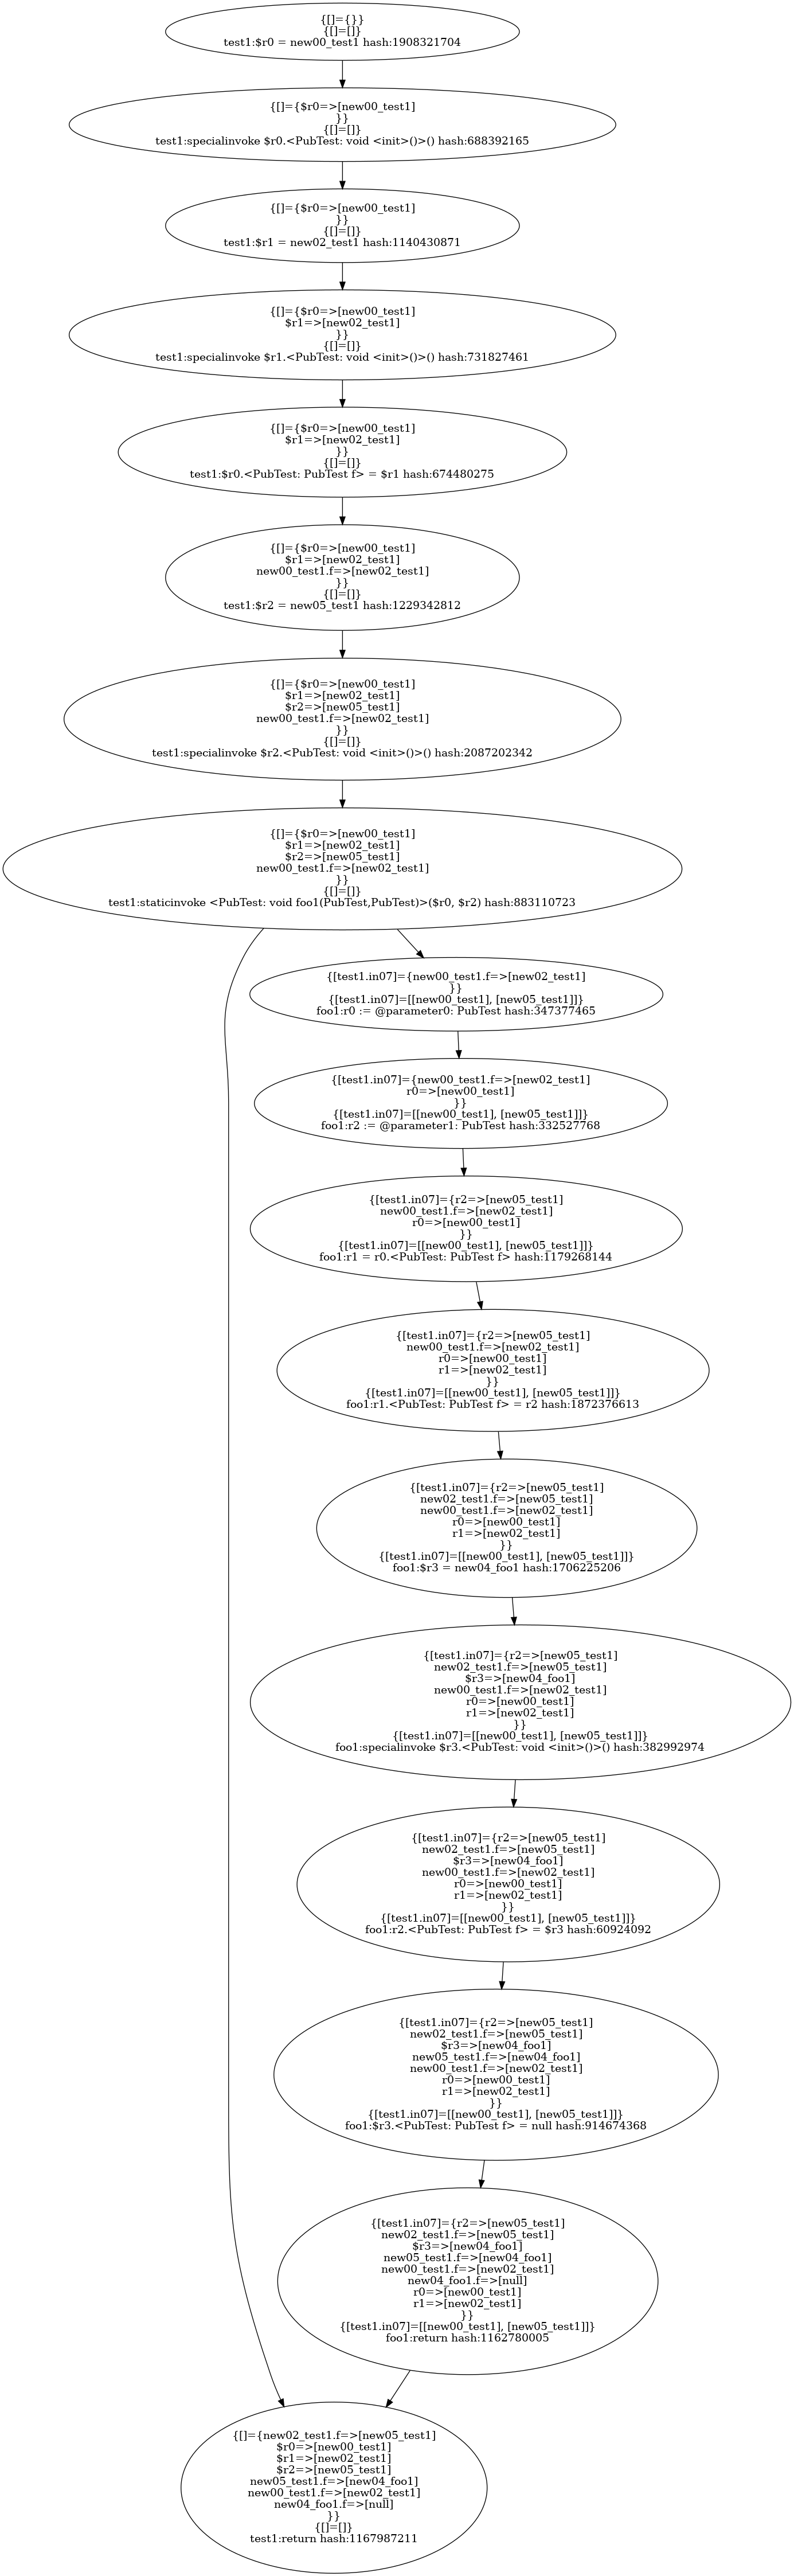 {[]={}}
{[]=[]}
test1:$r0 = new00_test1 hash:1908321704
{[]={$r0=>[new00_test1]
}}
{[]=[]}
test1:specialinvoke $r0.<PubTest: void <init>()>() hash:688392165
{[]={$r0=>[new00_test1]
}}
{[]=[]}
test1:$r1 = new02_test1 hash:1140430871
{[]={$r0=>[new00_test1]
$r1=>[new02_test1]
}}
{[]=[]}
test1:specialinvoke $r1.<PubTest: void <init>()>() hash:731827461
{[]={$r0=>[new00_test1]
$r1=>[new02_test1]
}}
{[]=[]}
test1:$r0.<PubTest: PubTest f> = $r1 hash:674480275
{[]={$r0=>[new00_test1]
$r1=>[new02_test1]
new00_test1.f=>[new02_test1]
}}
{[]=[]}
test1:$r2 = new05_test1 hash:1229342812
{[]={$r0=>[new00_test1]
$r1=>[new02_test1]
$r2=>[new05_test1]
new00_test1.f=>[new02_test1]
}}
{[]=[]}
test1:specialinvoke $r2.<PubTest: void <init>()>() hash:2087202342
{[]={$r0=>[new00_test1]
$r1=>[new02_test1]
$r2=>[new05_test1]
new00_test1.f=>[new02_test1]
}}
{[]=[]}
test1:staticinvoke <PubTest: void foo1(PubTest,PubTest)>($r0, $r2) hash:883110723
{[test1.in07]={new00_test1.f=>[new02_test1]
}}
{[test1.in07]=[[new00_test1], [new05_test1]]}
foo1:r0 := @parameter0: PubTest hash:347377465
{[test1.in07]={new00_test1.f=>[new02_test1]
r0=>[new00_test1]
}}
{[test1.in07]=[[new00_test1], [new05_test1]]}
foo1:r2 := @parameter1: PubTest hash:332527768
{[test1.in07]={r2=>[new05_test1]
new00_test1.f=>[new02_test1]
r0=>[new00_test1]
}}
{[test1.in07]=[[new00_test1], [new05_test1]]}
foo1:r1 = r0.<PubTest: PubTest f> hash:1179268144
{[test1.in07]={r2=>[new05_test1]
new00_test1.f=>[new02_test1]
r0=>[new00_test1]
r1=>[new02_test1]
}}
{[test1.in07]=[[new00_test1], [new05_test1]]}
foo1:r1.<PubTest: PubTest f> = r2 hash:1872376613
{[test1.in07]={r2=>[new05_test1]
new02_test1.f=>[new05_test1]
new00_test1.f=>[new02_test1]
r0=>[new00_test1]
r1=>[new02_test1]
}}
{[test1.in07]=[[new00_test1], [new05_test1]]}
foo1:$r3 = new04_foo1 hash:1706225206
{[test1.in07]={r2=>[new05_test1]
new02_test1.f=>[new05_test1]
$r3=>[new04_foo1]
new00_test1.f=>[new02_test1]
r0=>[new00_test1]
r1=>[new02_test1]
}}
{[test1.in07]=[[new00_test1], [new05_test1]]}
foo1:specialinvoke $r3.<PubTest: void <init>()>() hash:382992974
{[test1.in07]={r2=>[new05_test1]
new02_test1.f=>[new05_test1]
$r3=>[new04_foo1]
new00_test1.f=>[new02_test1]
r0=>[new00_test1]
r1=>[new02_test1]
}}
{[test1.in07]=[[new00_test1], [new05_test1]]}
foo1:r2.<PubTest: PubTest f> = $r3 hash:60924092
{[test1.in07]={r2=>[new05_test1]
new02_test1.f=>[new05_test1]
$r3=>[new04_foo1]
new05_test1.f=>[new04_foo1]
new00_test1.f=>[new02_test1]
r0=>[new00_test1]
r1=>[new02_test1]
}}
{[test1.in07]=[[new00_test1], [new05_test1]]}
foo1:$r3.<PubTest: PubTest f> = null hash:914674368
{[test1.in07]={r2=>[new05_test1]
new02_test1.f=>[new05_test1]
$r3=>[new04_foo1]
new05_test1.f=>[new04_foo1]
new00_test1.f=>[new02_test1]
new04_foo1.f=>[null]
r0=>[new00_test1]
r1=>[new02_test1]
}}
{[test1.in07]=[[new00_test1], [new05_test1]]}
foo1:return hash:1162780005
{[]={new02_test1.f=>[new05_test1]
$r0=>[new00_test1]
$r1=>[new02_test1]
$r2=>[new05_test1]
new05_test1.f=>[new04_foo1]
new00_test1.f=>[new02_test1]
new04_foo1.f=>[null]
}}
{[]=[]}
test1:return hash:1167987211